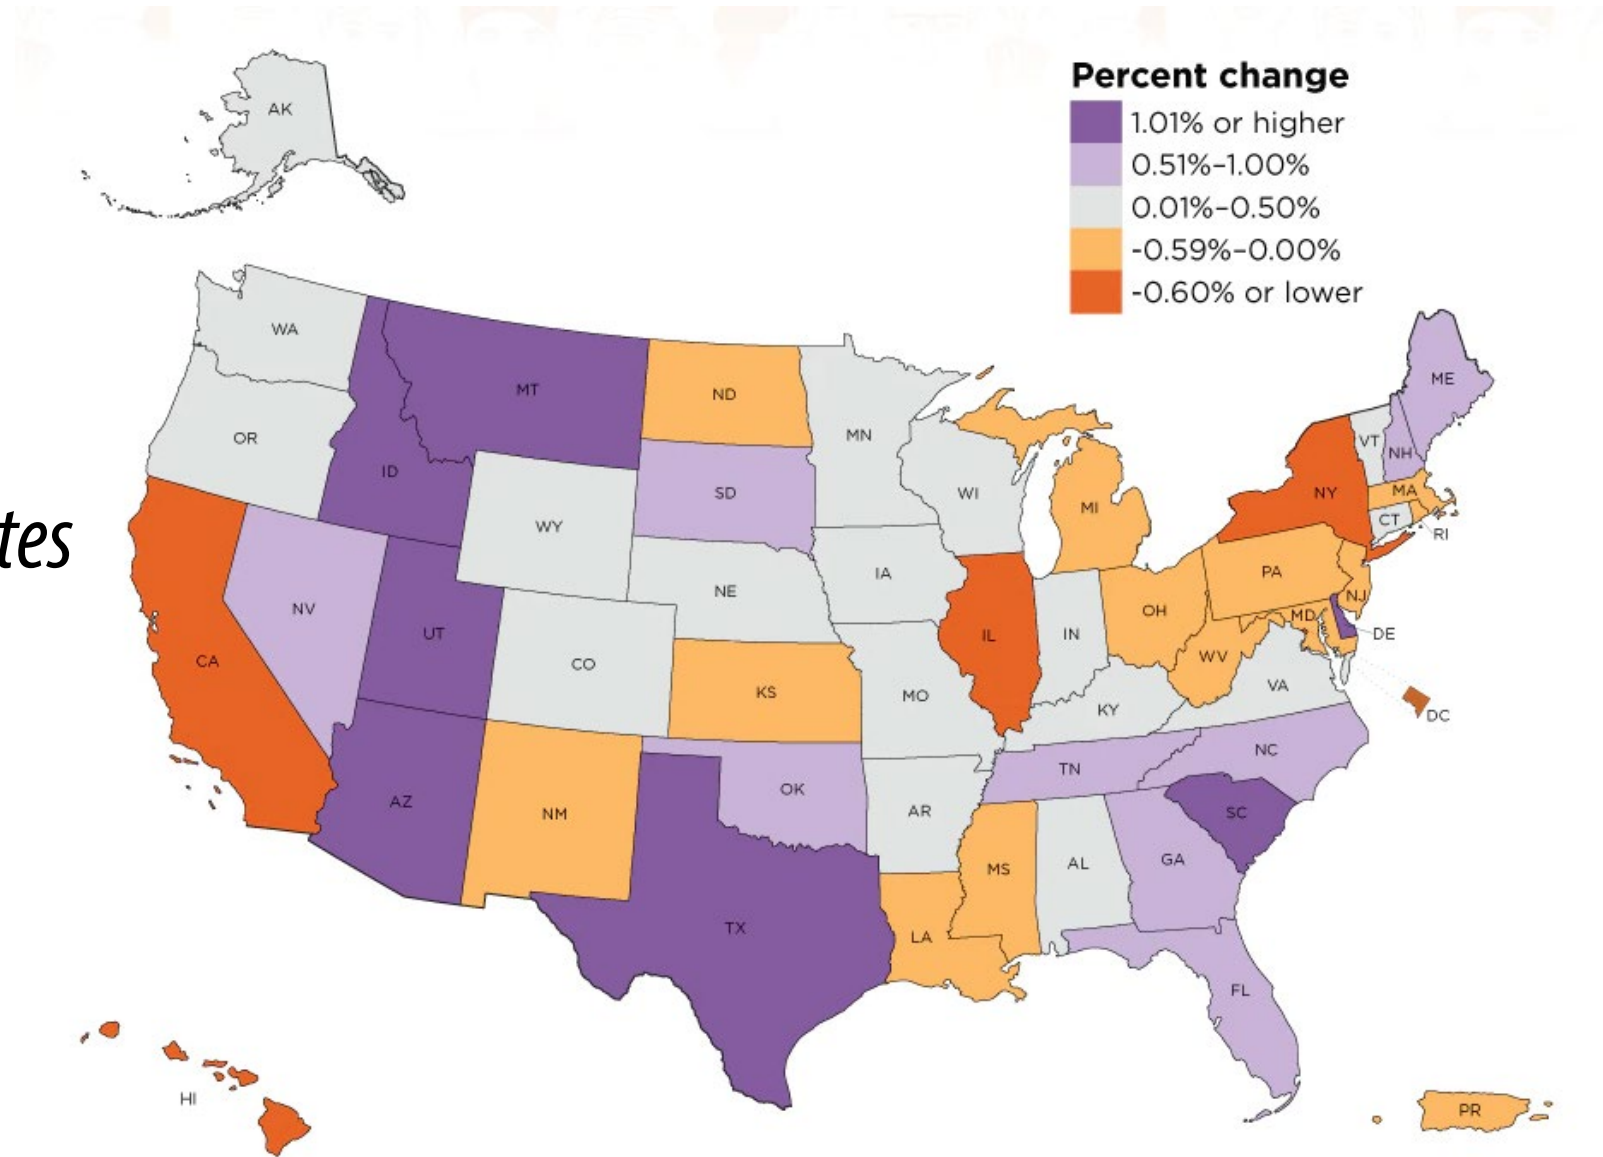 Percent change
1.01% or higher
0.51%–1.00%
0.01%–0.50%
-0.59%–0.00%
-0.60% or lower
AK
WA
MT
ND
MN
ME
OR
ID
SD
WI
MI
NY
VT
NH
MA
CT
RI
tes
WY
IA
NE
PA
NJ
NV
UT
CO
IL
IN
OH
MD
DE
CA
KS
MO
WV
VA
KY
DC
AZ
NM
OK
AR
TN
NC
SC
MS
AL
GA
TX
LA
FL
HI
PR